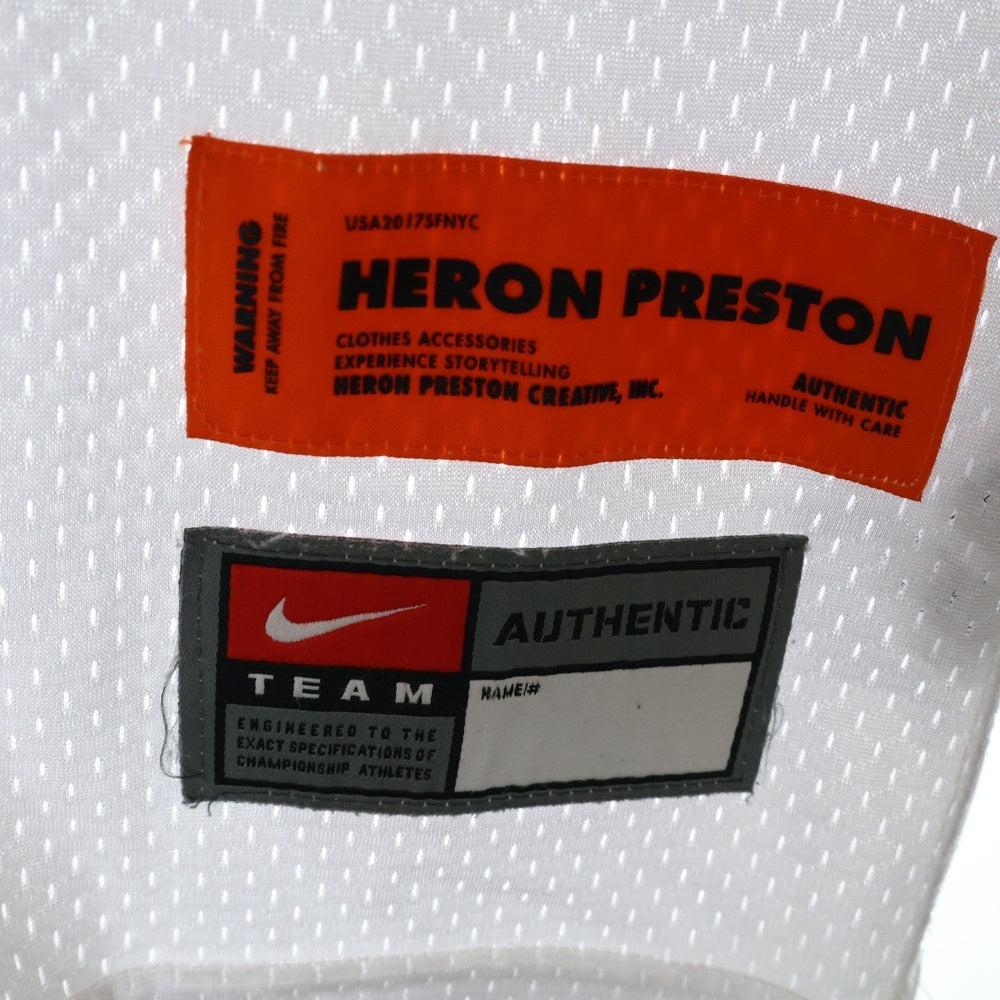 WARNING
KEEP AWAY FROM FIRE
USA2017SFNYC
HERON PRESTON
CLOTHES ACCESSORIES
EXPERIENCE STORYTELLING
HERON PRESTON CREATIVE, INC.
AUTHENTIC
HANDLE WITH CARE
TEAM
ENGINEERED TO THE
EXACT SPECIFICATIONS OF
CHAMPIONSHIP ATHLETES
AUTHENTIC
NAME/#